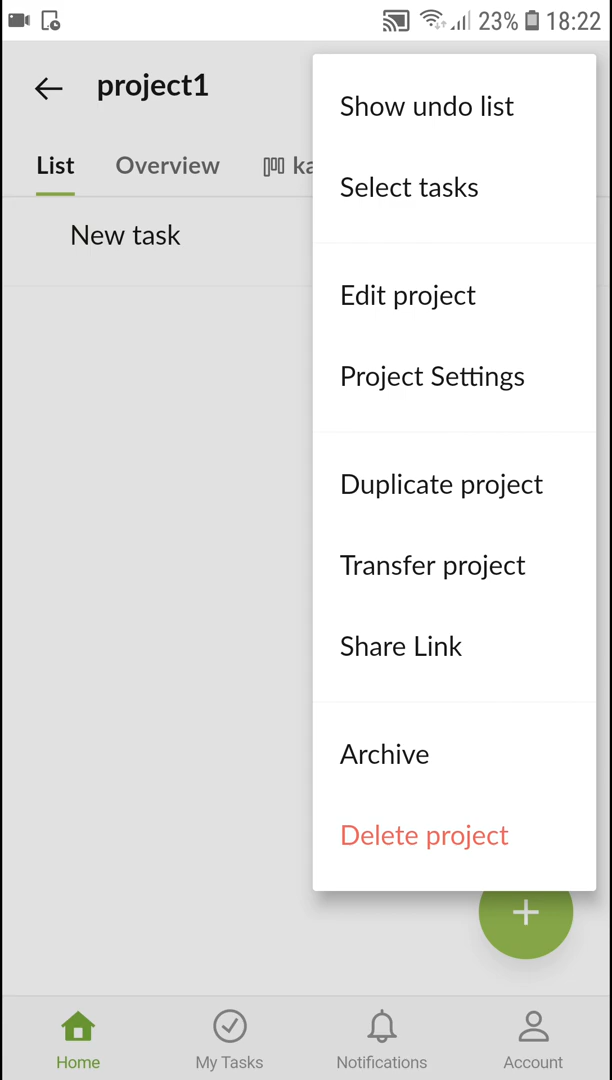 23% 18:22
project1
List Overview ka
New task
Show undo list
Select tasks
Edit project
Project Settings
Duplicate project
Transfer project
Share Link
Archive
Delete project
Home My Tasks Notifications Account